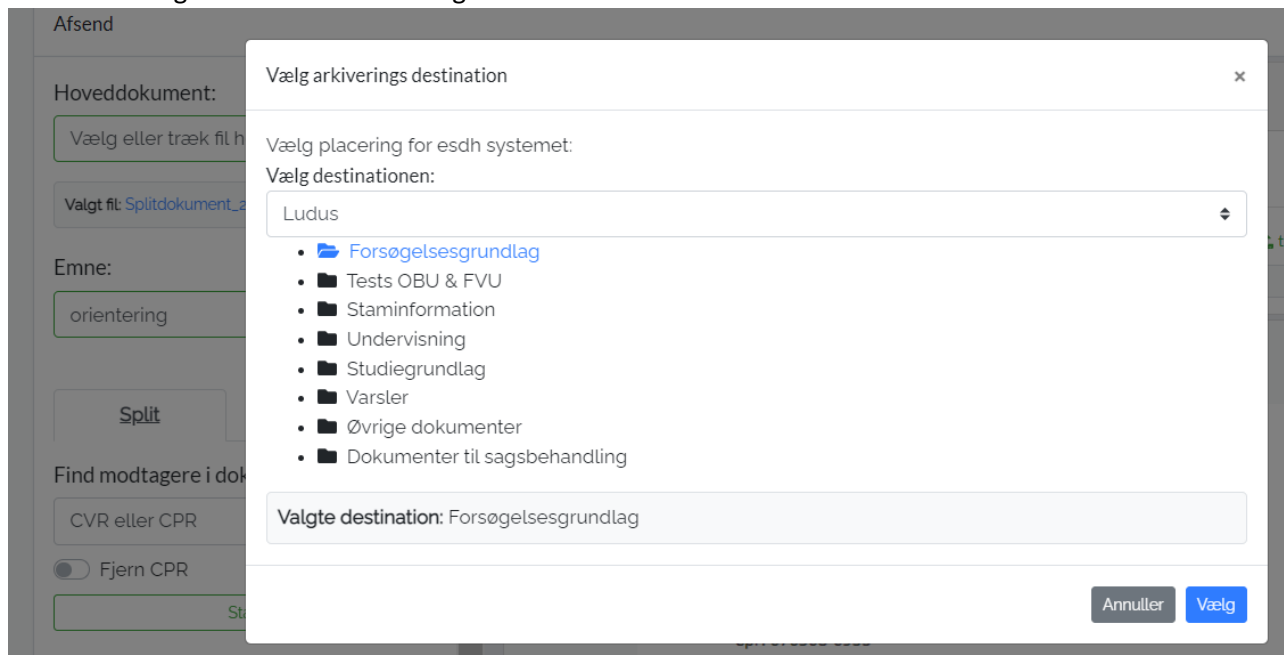 Afsend
Vælg arkiverings destination ×
Hoveddokument:
Vælg eller træk fil h
Vælg placering for esdh systemet:
Vælg destinationen:
Valgt fil: Splitdokument_2
Ludus
Forsøgelsesgrundlag
Emne:
Tests OBU & FVU
Staminformation
orientering
Undervisning
Studiegrundlag
Varsler
Split
Øvrige dokumenter
Dokumenter til sagsbehandling
Find modtagere i dok
CVR eller CPR
Valgte destination: Forsøgelsesgrundlag
Fjern CPR
Annuller Vælg
St